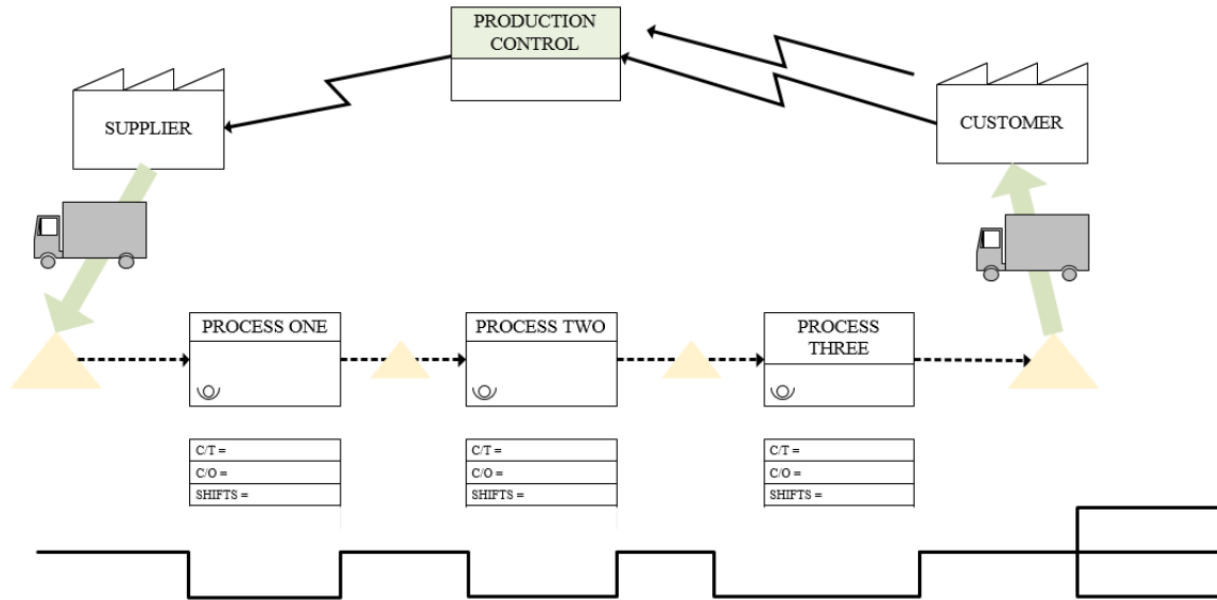 PRODUCTION
CONTROL
SUPPLIER
CUSTOMER
PROCESS ONE
PROCESS TWO
PROCESS
THREE
C/T =
C/O =
SHIFTS =
C/T =
C/O =
SHIFTS =
C/T =
C/O =
SHIFTS =